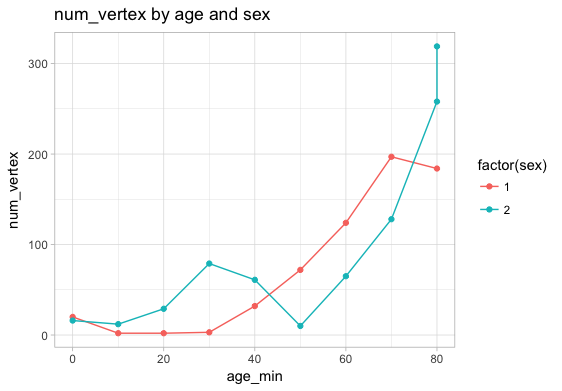 num_vertex by age and sex
300
200
100
0
num_vertex
0 20 40 60 80
age_min
factor(sex)
1
2